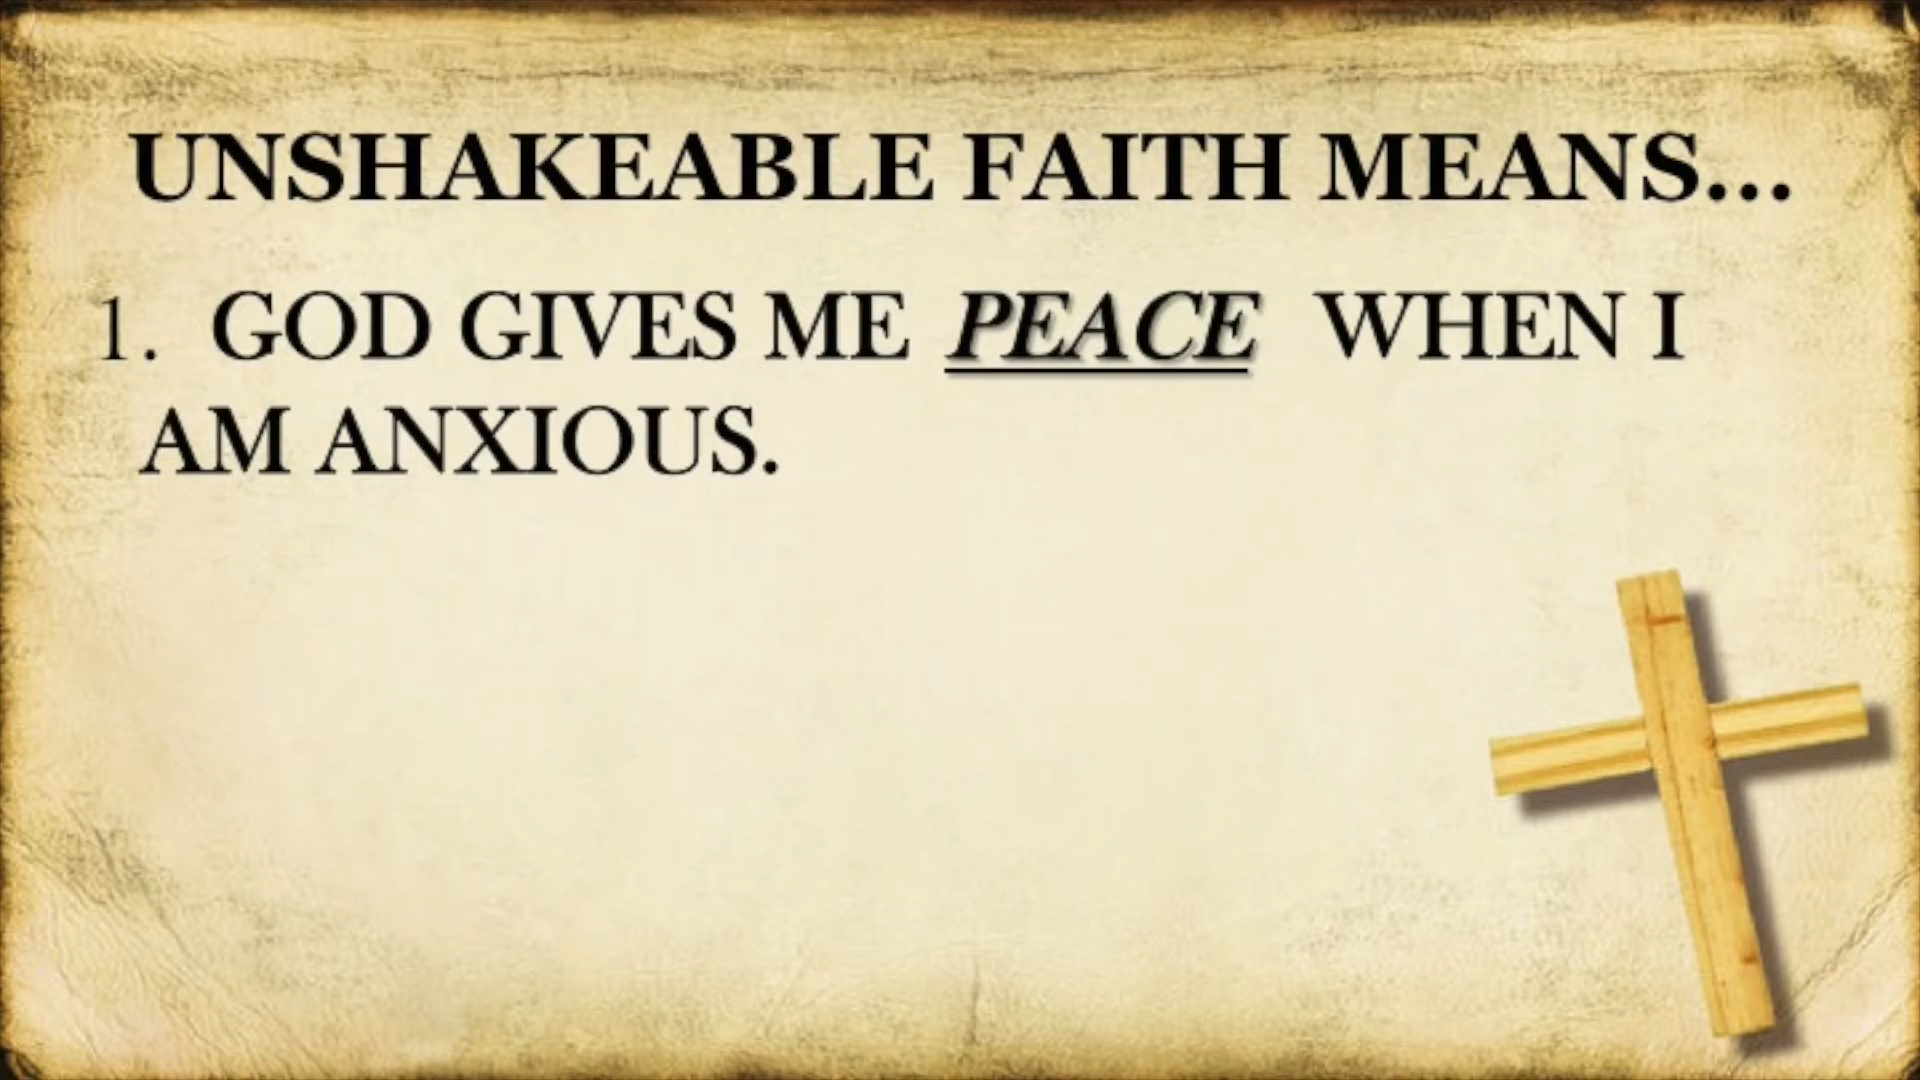 UNSHAKEABLE FAITH MEANS...
1. GOD GIVES ME PEACE WHEN I
AM ANXIOUS.